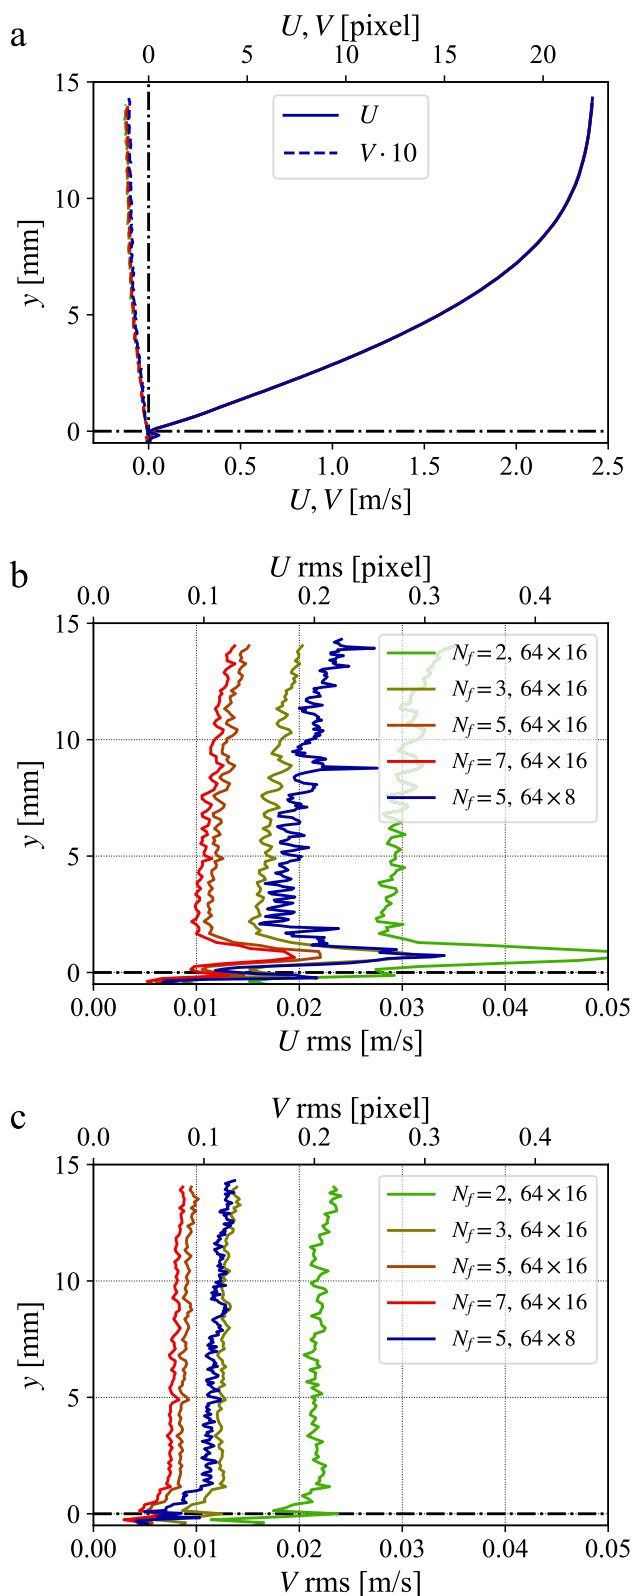 a
U, V [pixel]
0 5 10 15 20
15
10
5
0
y [mm]
U
V · 10
0.0 0.5 1.0 1.5 2.0 2.5
U, V [m/s]
b
U rms [pixel]
0.0 0.1 0.2 0.3 0.4
15
10
5
0
y [mm]
N_f = 2, 64×16
N_f = 3, 64×16
N_f = 5, 64×16
N_f = 7, 64×16
N_f = 5, 64×8
0.00 0.01 0.02 0.03 0.04 0.05
U rms [m/s]
c
V rms [pixel]
0.0 0.1 0.2 0.3 0.4
15
10
5
0
y [mm]
N_f = 2, 64×16
N_f = 3, 64×16
N_f = 5, 64×16
N_f = 7, 64×16
N_f = 5, 64×8
0.00 0.01 0.02 0.03 0.04 0.05
V rms [m/s]